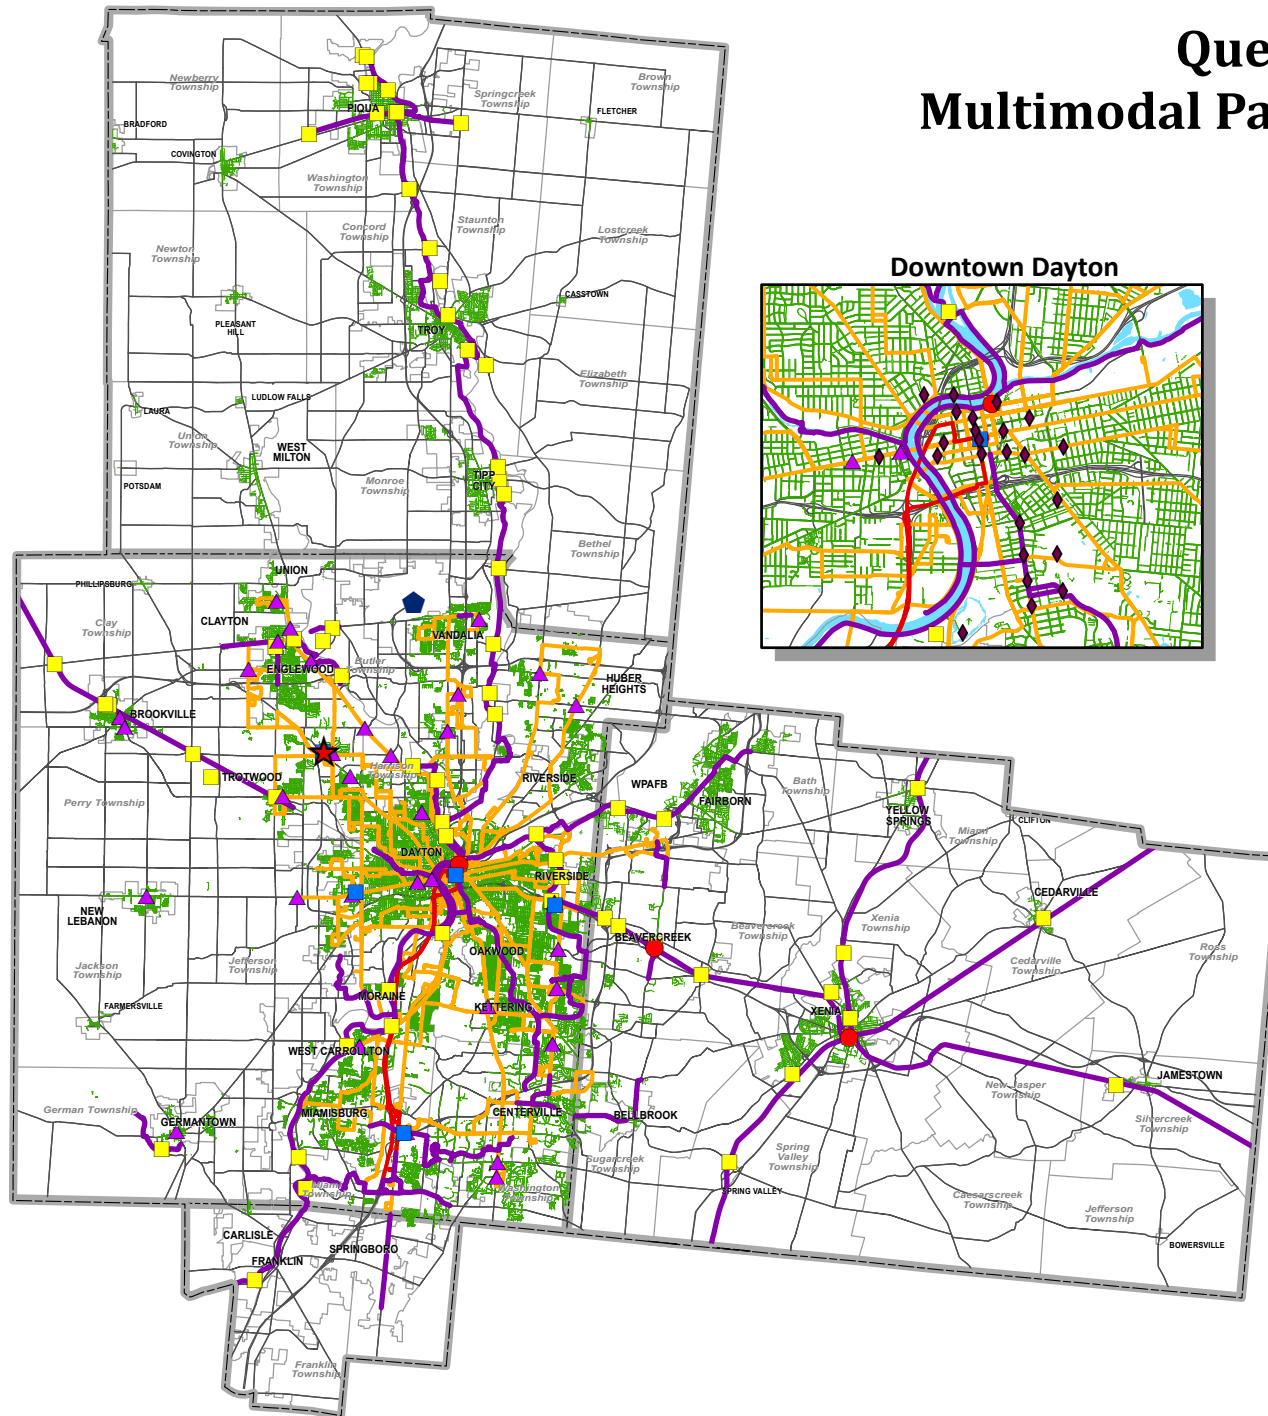 Que
Multimodal Pa
Downtown Dayton
Newberry
Township
Brown
Township
Springcreek
Township
PIQUA
FLETCHER
BRADFORD
COVINGTON
Washington
Township
Staunton
Township
Concord
Township
Lostcreek
Township
Newton
Township
CASSTOWN
PLEASANT
HILL
TROY
Elizabeth
Township
LUDLOW FALLS
LAURA
Union
Township
WEST
MILTON
TIPP
CITY
Monroe
Township
POTSDAM
Bethel
Township
UNION
PHILLIPSBURG
Clay
Township
CLAYTON
VANDALIA
ENGLEWOOD
Butler
Township
HUBER
HEIGHTS
BROOKVILLE
TROTWOOD
Harrison
Township
RIVERSIDE
WPAFB
FAIRBORN
Bath
Township
YELLOW
SPRINGS
CLIFTON
Miami
Township
Perry Township
DAYTON
RIVERSIDE
CEDARVILLE
NEW
LEBANON
Xenia
Township
Beavercreek
Township
BEAVERCREEK
Ross
Township
OAKWOOD
Cedarville
Township
Jackson
Township
Jefferson
Township
MORAINE
KETTERING
FARMERSVILLE
XENIA
WEST CARROLLTON
JAMESTOWN
New Jasper
Township
German Township
GERMANTOWN
MIAMISBURG
CENTERVILLE
BELLBROOK
Silvercreek
Township
Spring
Valley
Township
Sugarcreek
Township
Miami
Township
Washington
Township
SPRING VALLEY
Caesarscreek
Township
Jefferson
Township
CARLISLE
SPRINGBORO
BOWERSVILLE
FRANKLIN
Franklin
Township